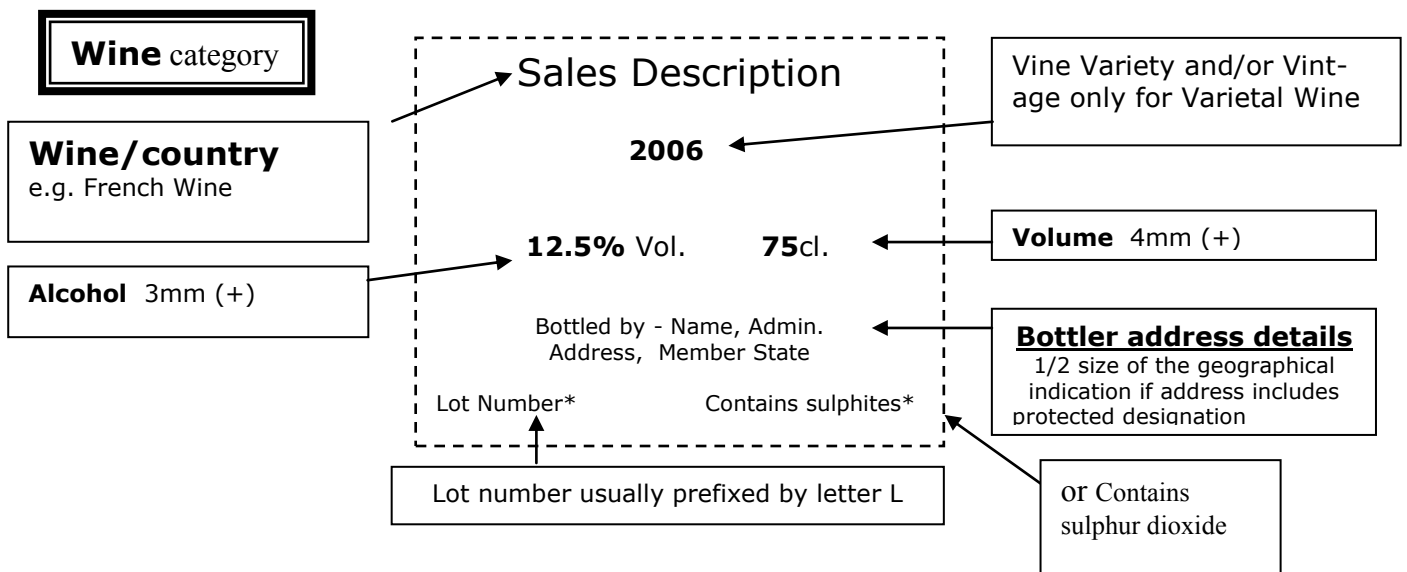 Wine category
Sales Description
Vine Variety and/or Vint-
age only for Varietal Wine
Wine/country
e.g. French Wine
2006
12.5% Vol. 75cl.
Volume 4mm (+)
Alcohol 3mm (+)
Bottled by - Name, Admin.
Address, Member State
Bottler address details
1/2 size of the geographical
indication if address includes
protected designation
Lot Number* Contains sulphites*
Lot number usually prefixed by letter L
or Contains
sulphur dioxide